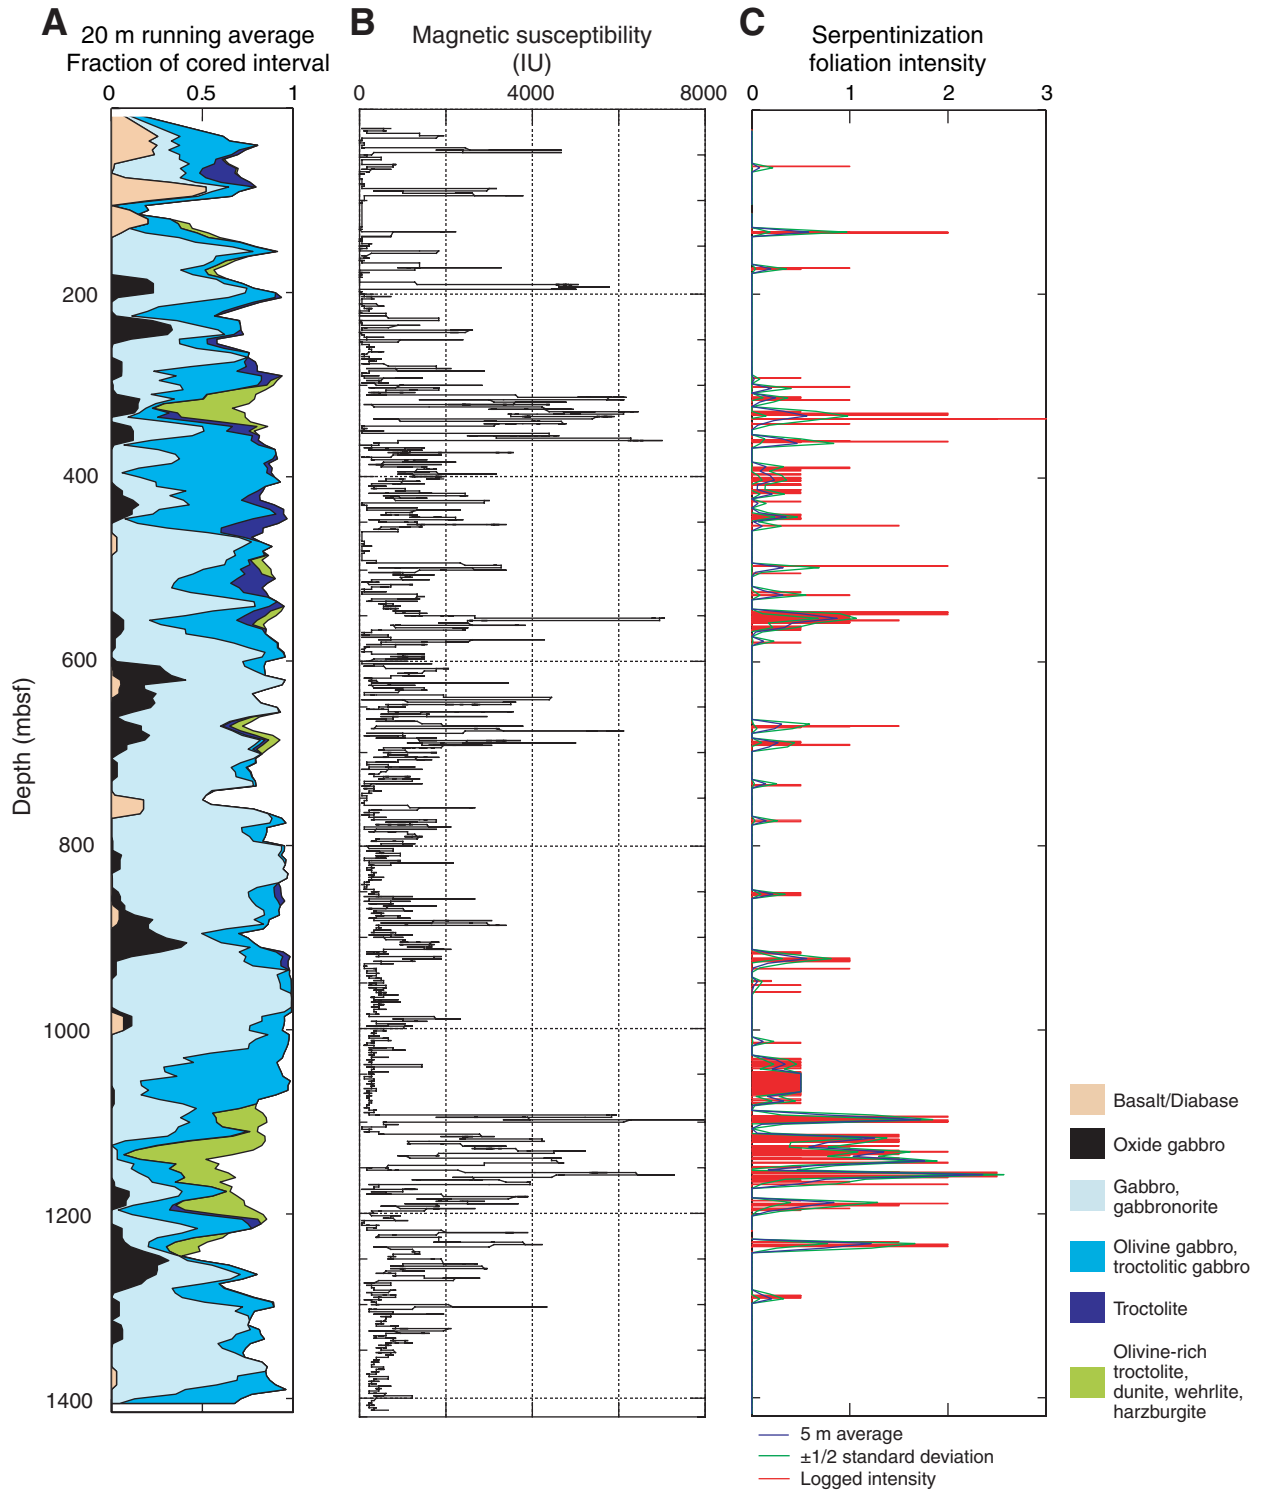 A
20 m running average
Fraction of cored interval
0 0.5 1
B
Magnetic susceptibility
(IU)
0 4000 8000
C
Serpentinization
foliation intensity
0 1 2 3
Depth (mbsf)
200
400
600
800
1000
1200
1400
Basalt/Diabase
Oxide gabbro
Gabbro,
gabbronorite
Olivine gabbro,
troctolitic gabbro
Troctolite
Olivine-rich
troctolite,
dunite, wehrlite,
harzburgite
5 m average
±1/2 standard deviation
Logged intensity